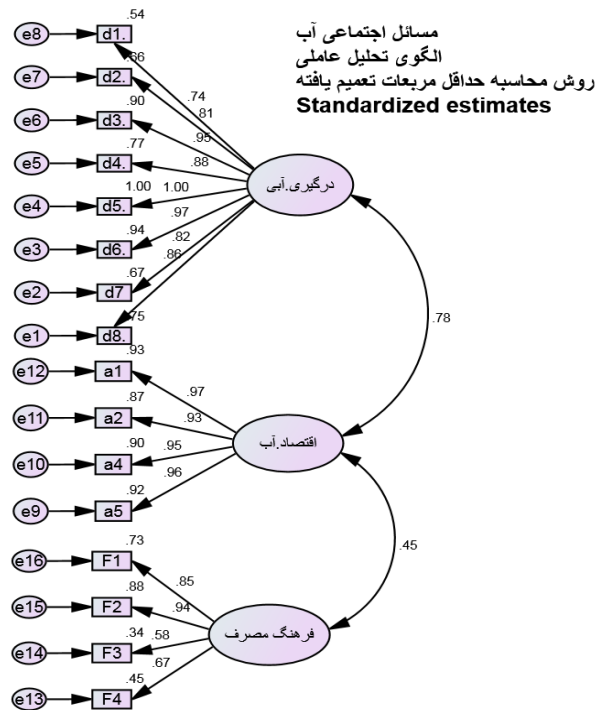 مسائل اجتماعی آب
الگوی تحلیل عاملی
روش محاسبه حداقل مربعات تعمیم یافته
Standardized estimates
.54
e8 d1.
.66
e7 d2.
.74
.81
.90
e6 d3.
.95
.77
e5 d4.
.88
درگیری.آبی
1.00 1.00
e4 d5.
.97
.94
e3 d6.
.82
.86
.67
e2 d7
.75
e1 d8.
.78
.93
e12 a1
.97
.87
e11 a2
.93
.90
e10 a4
.95
اقتصاد.آب
.96
.92
e9 a5
.45
.73
e16 F1
.85
.88
e15 F2
.94
.34 .58
e14 F3
فرهنگ مصرف
.67
.45
e13 F4